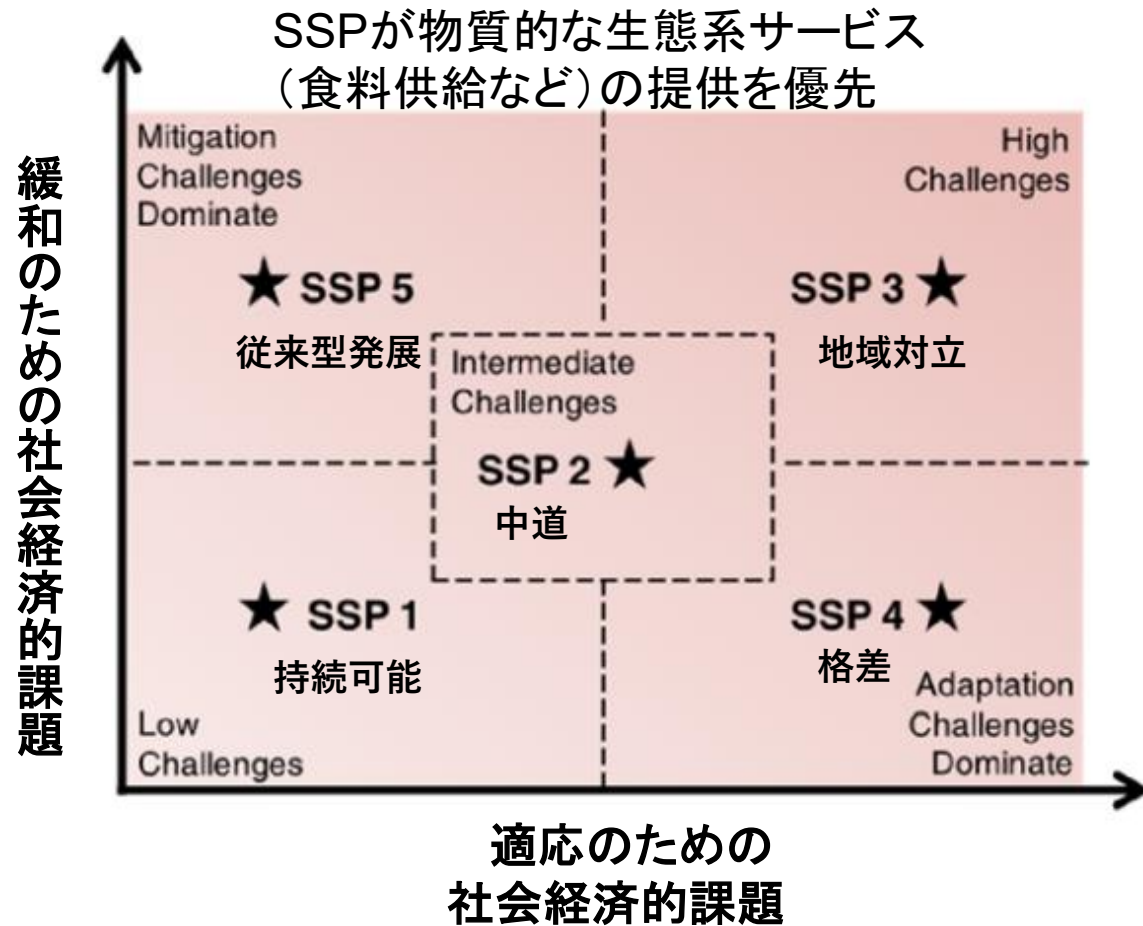 SSPが物質的な生態系サービス
（食料供給など）の提供を優先
緩和のための社会経済的課題
Mitigation
Challenges
Dominate
High
Challenges
★ SSP 5
従来型発展
SSP 3 ★
地域対立
Intermediate
Challenges
SSP 2 ★
中道
★ SSP 1
持続可能
SSP 4 ★
格差
Low
Challenges
Adaptation
Challenges
Dominate
適応のための
社会経済的課題